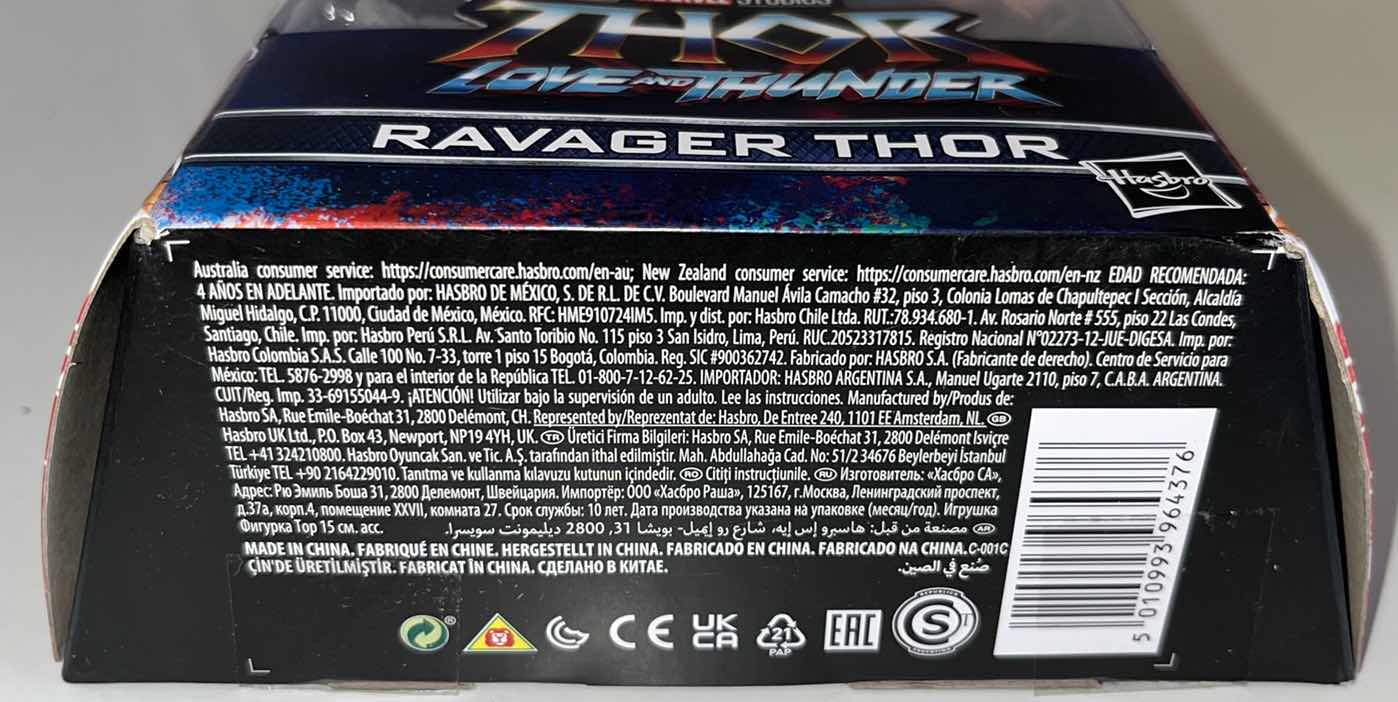 STUDIOS
THOR
LOVE AND THUNDER
RAVAGER THOR
Hasbro
Australia consumer service: https://consumercare.hasbro.com/en-au; New Zealand consumer service: https://consumercare.hasbro.com/en-nz EDAD RECOMENDADA:
4 AÑOS EN ADELANTE. Importado por: HASBRO DE MÉXICO, S. DE R.L. DE C.V. Boulevard Manuel Ávila Camacho #32, piso 3, Colonia Lomas de Chapultepec I Sección, Alcaldía
Miguel Hidalgo, C.P. 11000, Ciudad de México, México. RFC: HME910724IM5. Imp. y dist. por: Hasbro Chile Ltda. RUT.:78.934.680-1. Av. Rosario Norte # 555, piso 22 Las Condes,
Santiago, Chile. Imp. por: Hasbro Perú S.R.L. Av. Santo Toribio No. 115 piso 3 San Isidro, Lima, Perú. RUC.20523317815. Registro Nacional N°02273-12-JUE-DIGESA. Imp. por:
Hasbro Colombia S.A.S. Calle 100 No. 7-33, torre 1 piso 15 Bogotá, Colombia. Reg. SIC #900362742. Fabricado por: HASBRO S.A. (Fabricante de derecho). Centro de Servicio para
México: TEL. 5876-2998 y para el interior de la República TEL. 01-800-7-12-62-25. IMPORTADOR: HASBRO ARGENTINA S.A., Manuel Ugarte 2110, piso 7, C.A.B.A. ARGENTINA.
CUIT/Reg. Imp. 33-69155044-9. ¡ATENCIÓN! Utilizar bajo la supervisión de un adulto. Lee las instrucciones. Manufactured by/Produs de:
Hasbro SA, Rue Emile-Boéchat 31, 2800 Delémont, CH. Represented by/Reprezentat de: Hasbro, De Entree 240, 1101 EE Amsterdam, NL. GB
Hasbro UK Ltd., P.O. Box 43, Newport, NP19 4YH, UK. TR Üretici Firma Bilgileri: Hasbro SA, Rue Emile-Boéchat 31, 2800 Delémont İsviçre
TEL +41 324210800. Hasbro Oyuncak San. ve Tic. A.Ş. tarafından ithal edilmiştir. Mah. Abdullahağa Cad. No: 51/2 34676 Beylerbeyi İstanbul
Türkiye TEL +90 2164229010. Tanıtma ve kullanma kılavuzu kutunun içindedir. RO Citiți instrucțiunile. RU Изготовитель: «Хасбро СА»,
Адрес: Рю Эмиль Боша 31, 2800 Делемонт, Швейцария. Импортёр: ООО «Хасбро Раша», 125167, г.Москва, Ленинградский проспект,
д.37а, корп.4, помещение XXVII, комната 27. Срок службы: 10 лет. Дата производства указана на упаковке (месяц/год). Игрушка
Фигурка Тор 15 см. асс. AR مصنعة من قبل: هاسبرو إس إيه، شارع رو إيميل- بويشا 31، 2800 ديليمونت سويسرا.
MADE IN CHINA. FABRIQUÉ EN CHINE. HERGESTELLT IN CHINA. FABRICADO EN CHINA. FABRICADO NA CHINA. C-001C
ÇİN'DE ÜRETİLMİŞTİR. FABRICAT ÎN CHINA. СДЕЛАНО В КИТАЕ. صُنع في الصين.
5 010993 964376
® CE UK CA 21 PAP EAC REPUBLICA S T